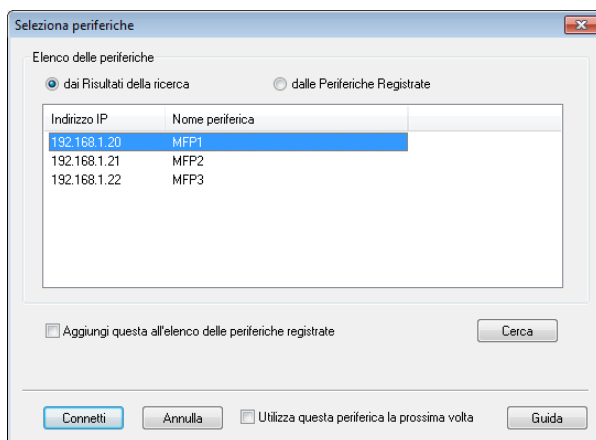 Seleziona periferiche
Elenco delle periferiche
dai Risultati della ricerca dalle Periferiche Registrate
Indirizzo IP Nome periferica
192.168.1.20 MFP1
192.168.1.21 MFP2
192.168.1.22 MFP3
Aggiungi questa all'elenco delle periferiche registrate Cerca
Connetti Annulla Utilizza questa periferica la prossima volta Guida